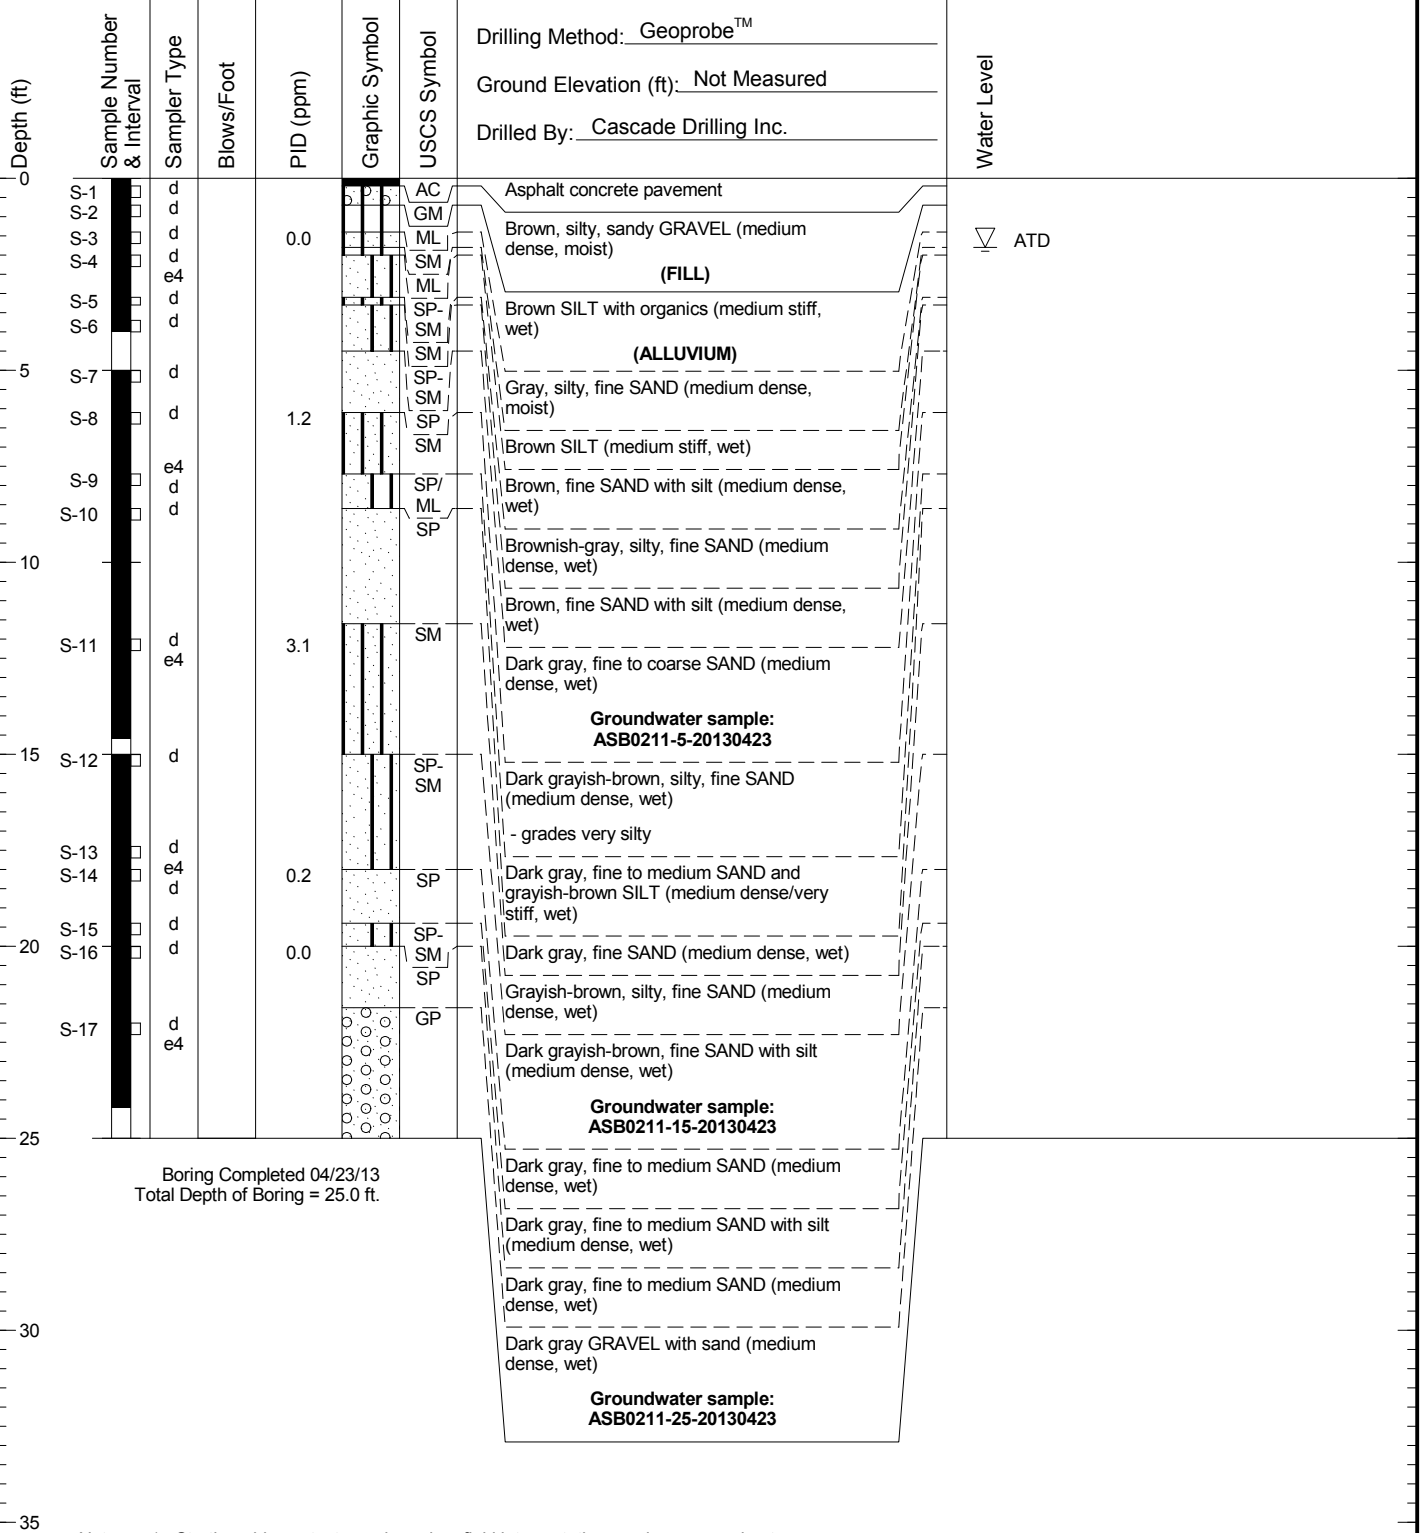 Depth (ft)
Sample Number
& Interval
Sampler Type
Blows/Foot
PID (ppm)
Graphic Symbol
USCS Symbol
Drilling Method: Geoprobe™
Ground Elevation (ft): Not Measured
Drilled By: Cascade Drilling Inc.
Water Level
0
5
10
15
20
25
30
35
S-1
S-2
S-3
S-4
S-5
S-6
S-7
S-8
S-9
S-10
S-11
S-12
S-13
S-14
S-15
S-16
S-17
d
d
d
d
e4
d
d
d
d
e4
d
d
d
e4
d
d
e4
d
d
d
d
e4
0.0
1.2
3.1
0.2
0.0
AC
GM
ML
SM
ML
SP-
SM
SM
SP-
SM
SP
SM
SP/
ML
SP
SM
SP-
SM
SP
SP-
SM
SP
GP
Asphalt concrete pavement
Brown, silty, sandy GRAVEL (medium
dense, moist)
(FILL)
Brown SILT with organics (medium stiff,
wet)
(ALLUVIUM)
Gray, silty, fine SAND (medium dense,
moist)
Brown SILT (medium stiff, wet)
Brown, fine SAND with silt (medium dense,
wet)
Brownish-gray, silty, fine SAND (medium
dense, wet)
Brown, fine SAND with silt (medium dense,
wet)
Dark gray, fine to coarse SAND (medium
dense, wet)
Groundwater sample:
ASB0211-5-20130423
Dark grayish-brown, silty, fine SAND
(medium dense, wet)
- grades very silty
Dark gray, fine to medium SAND and
grayish-brown SILT (medium dense/very
stiff, wet)
Dark gray, fine SAND (medium dense, wet)
Grayish-brown, silty, fine SAND (medium
dense, wet)
Dark grayish-brown, fine SAND with silt
(medium dense, wet)
Groundwater sample:
ASB0211-15-20130423
Dark gray, fine to medium SAND (medium
dense, wet)
Dark gray, fine to medium SAND with silt
(medium dense, wet)
Dark gray, fine to medium SAND (medium
dense, wet)
Dark gray GRAVEL with sand (medium
dense, wet)
Groundwater sample:
ASB0211-25-20130423
ATD
Boring Completed 04/23/13
Total Depth of Boring = 25.0 ft.